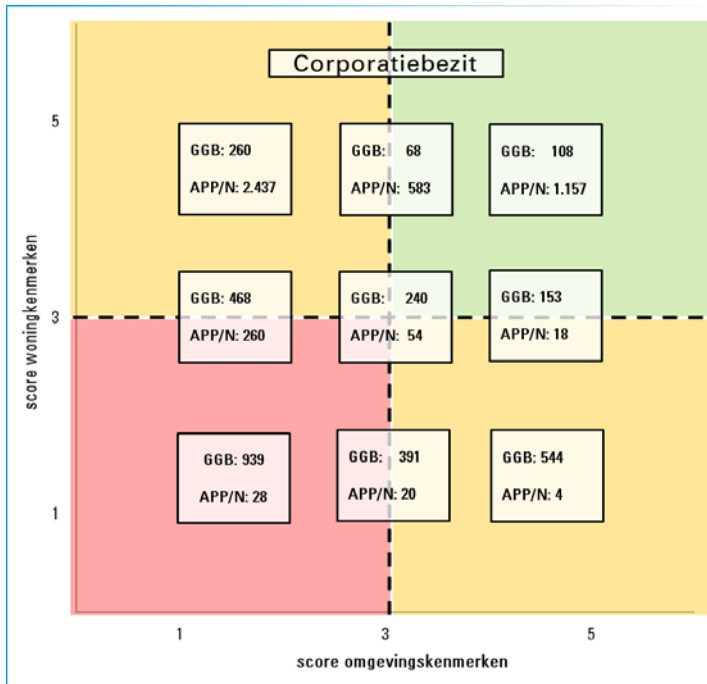 Corporatiebezit
5
GGB: 260
APP/N: 2.437
GGB: 68
APP/N: 583
GGB: 108
APP/N: 1.157
score woningkenmerken
3
GGB: 468
APP/N: 260
GGB: 240
APP/N: 54
GGB: 153
APP/N: 18
1
GGB: 939
APP/N: 28
GGB: 391
APP/N: 20
GGB: 544
APP/N: 4
1
3
5
score omgevingskenmerken